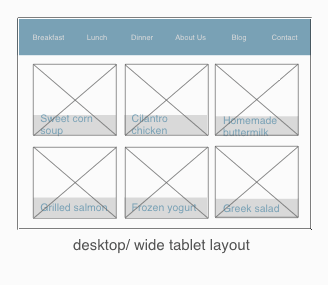 Breakfast Lunch Dinner About Us Blog Contact
Sweet corn
soup
Cilantro
chicken
Homemade
buttermilk
Grilled salmon
Frozen yogurt
Greek salad
desktop/ wide tablet layout